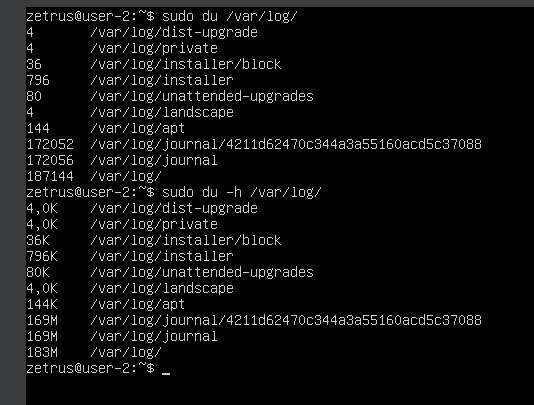 zetrus@user-2:~$ sudo du /var/log/
4 /var/log/dist-upgrade
4 /var/log/private
36 /var/log/installer/block
796 /var/log/installer
80 /var/log/unattended-upgrades
4 /var/log/landscape
144 /var/log/apt
172052 /var/log/journal/4211d62470c344a3a55160acd5c37088
172056 /var/log/journal
187144 /var/log/
zetrus@user-2:~$ sudo du -h /var/log/
4,0K /var/log/dist-upgrade
4,0K /var/log/private
36K /var/log/installer/block
796K /var/log/installer
80K /var/log/unattended-upgrades
4,0K /var/log/landscape
144K /var/log/apt
169M /var/log/journal/4211d62470c344a3a55160acd5c37088
169M /var/log/journal
183M /var/log/
zetrus@user-2:~$ _